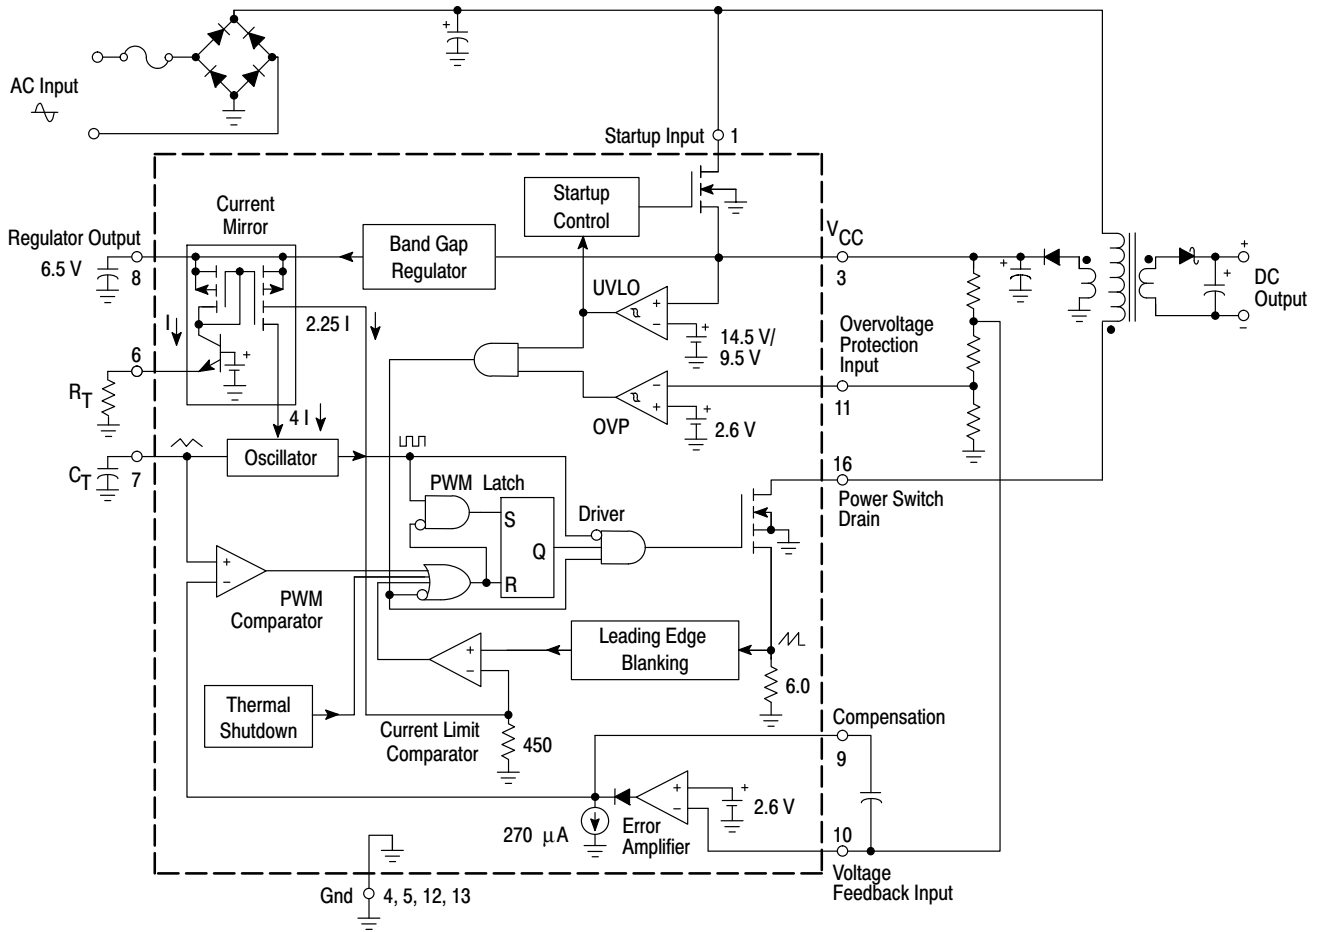 AC Input
Startup Input
1
Current
Mirror
Startup
Control
Regulator Output
6.5 V
8
Band Gap
Regulator
VCC
3
UVLO
14.5 V/
9.5 V
DC
Output
I
2.25 I
6
RT
Overvoltage
Protection
Input
11
OVP
2.6 V
4 I
Oscillator
CT
7
PWM Latch
S
Q
R
Driver
16
Power Switch
Drain
PWM
Comparator
Leading Edge
Blanking
6.0
Thermal
Shutdown
Current Limit
Comparator
450
Compensation
9
270 µA
Error
Amplifier
2.6 V
10
Voltage
Feedback Input
Gnd
4, 5, 12, 13